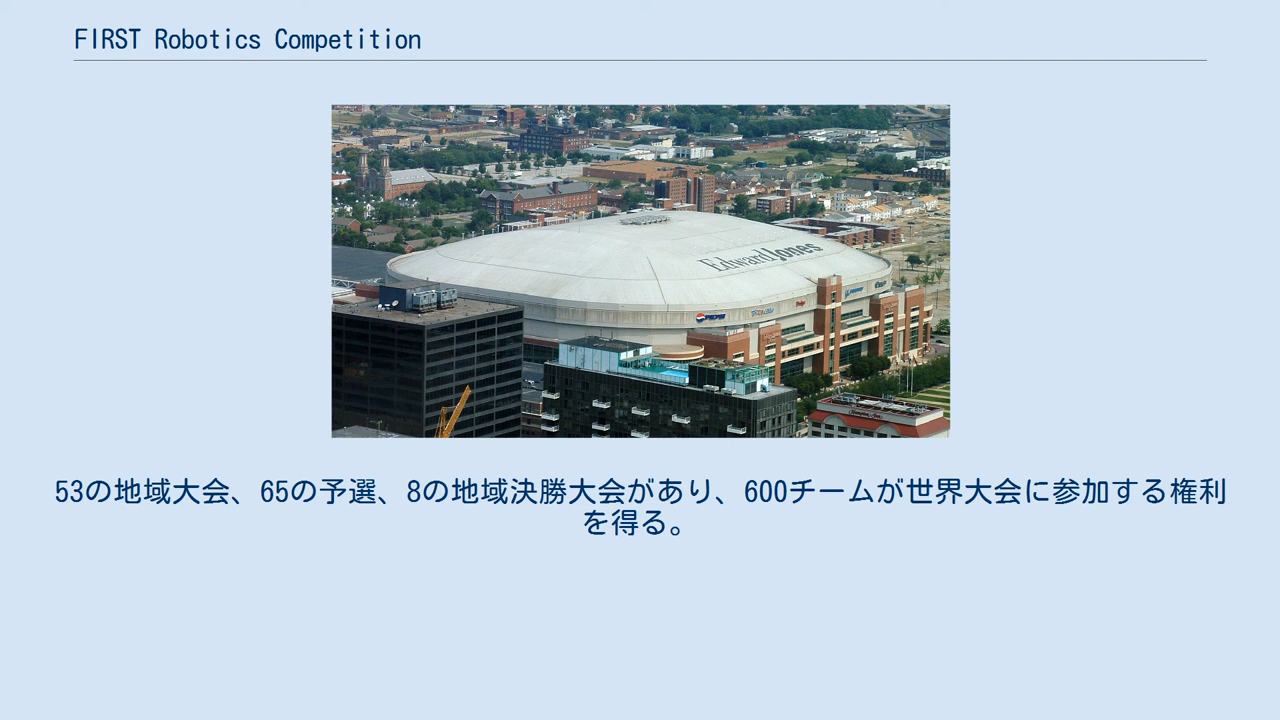 FIRST Robotics Competition
Edward Jones
PEPSI
53の地域大会、65の予選、8の地域決勝大会があり、600チームが世界大会に参加する権利
を得る。